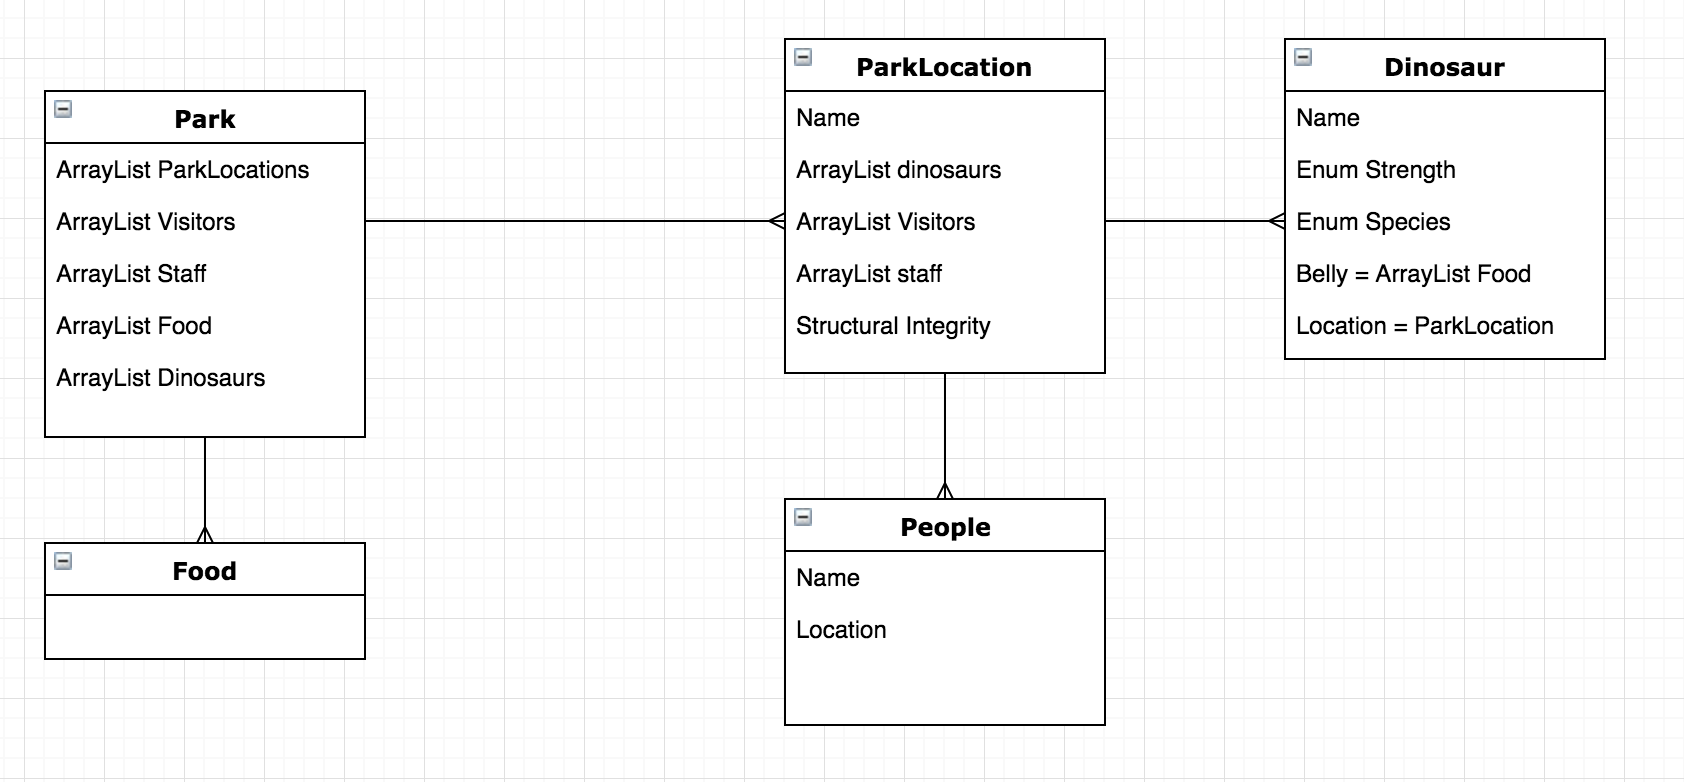 Park
ArrayList ParkLocations
ArrayList Visitors
ArrayList Staff
ArrayList Food
ArrayList Dinosaurs
Food
ParkLocation
Name
ArrayList dinosaurs
ArrayList Visitors
ArrayList staff
Structural Integrity
People
Name
Location
Dinosaur
Name
Enum Strength
Enum Species
Belly = ArrayList Food
Location = ParkLocation